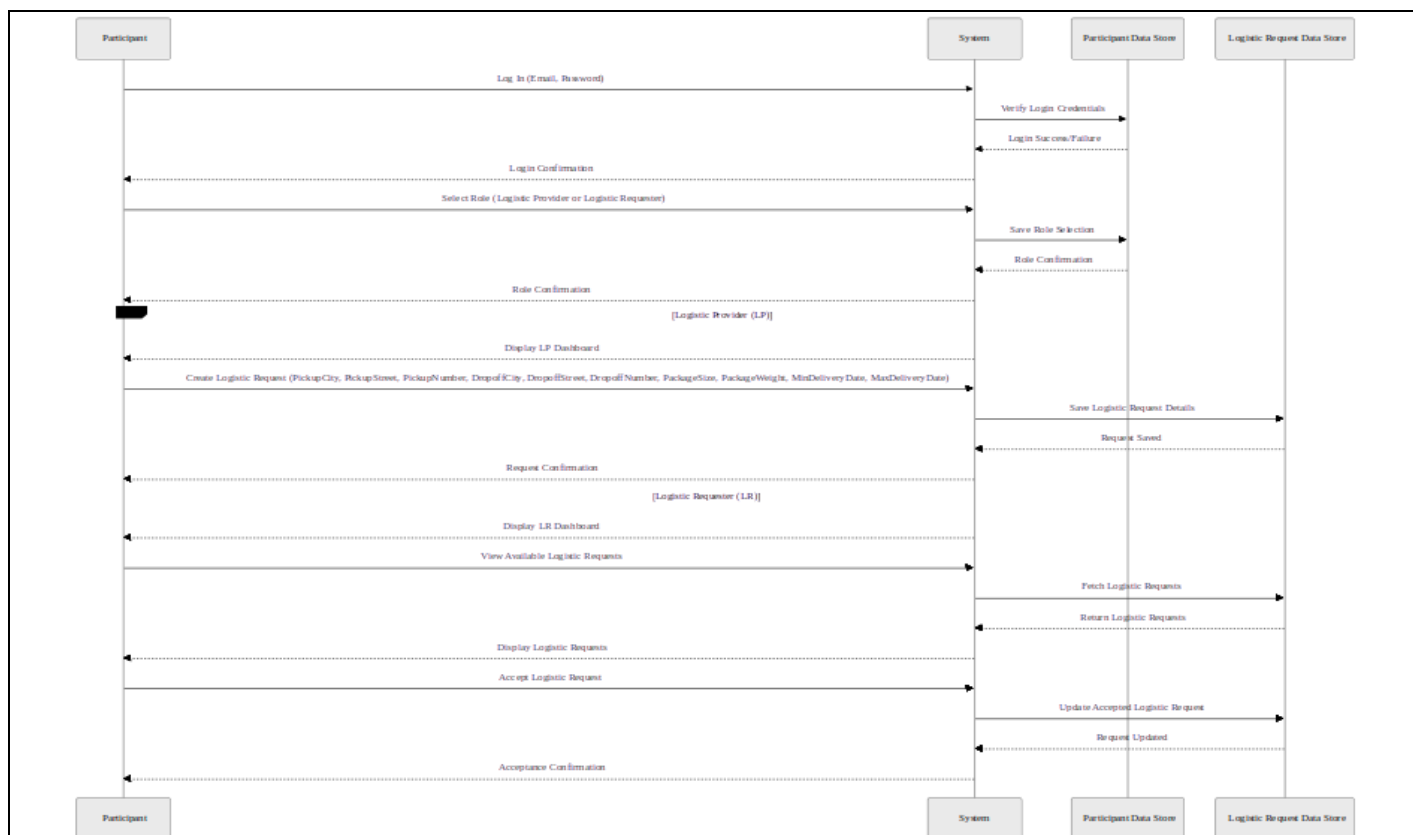 Participant
System
Participant Data Store
Logistic Request Data Store
Log In (Email, Password)
Verify Login Credentials
Login Success/Failure
Login Confirmation
Select Role (Logistic Provider or Logistic Requester)
Save Role Selection
Role Confirmation
Role Confirmation
[Logistic Provider (LP)]
Display LP Dashboard
Create Logistic Request (PickupCity, PickupStreet, PickupNumber, DropoffCity, DropoffStreet, DropoffNumber, PackageSize, PackageWeight, MinDeliveryDate, MaxDeliveryDate)
Save Logistic Request Details
Request Saved
Request Confirmation
[Logistic Requester (LR)]
Display LR Dashboard
View Available Logistic Requests
Fetch Logistic Requests
Return Logistic Requests
Display Logistic Requests
Accept Logistic Request
Update Accepted Logistic Request
Request Updated
Acceptance Confirmation
Participant
System
Participant Data Store
Logistic Request Data Store